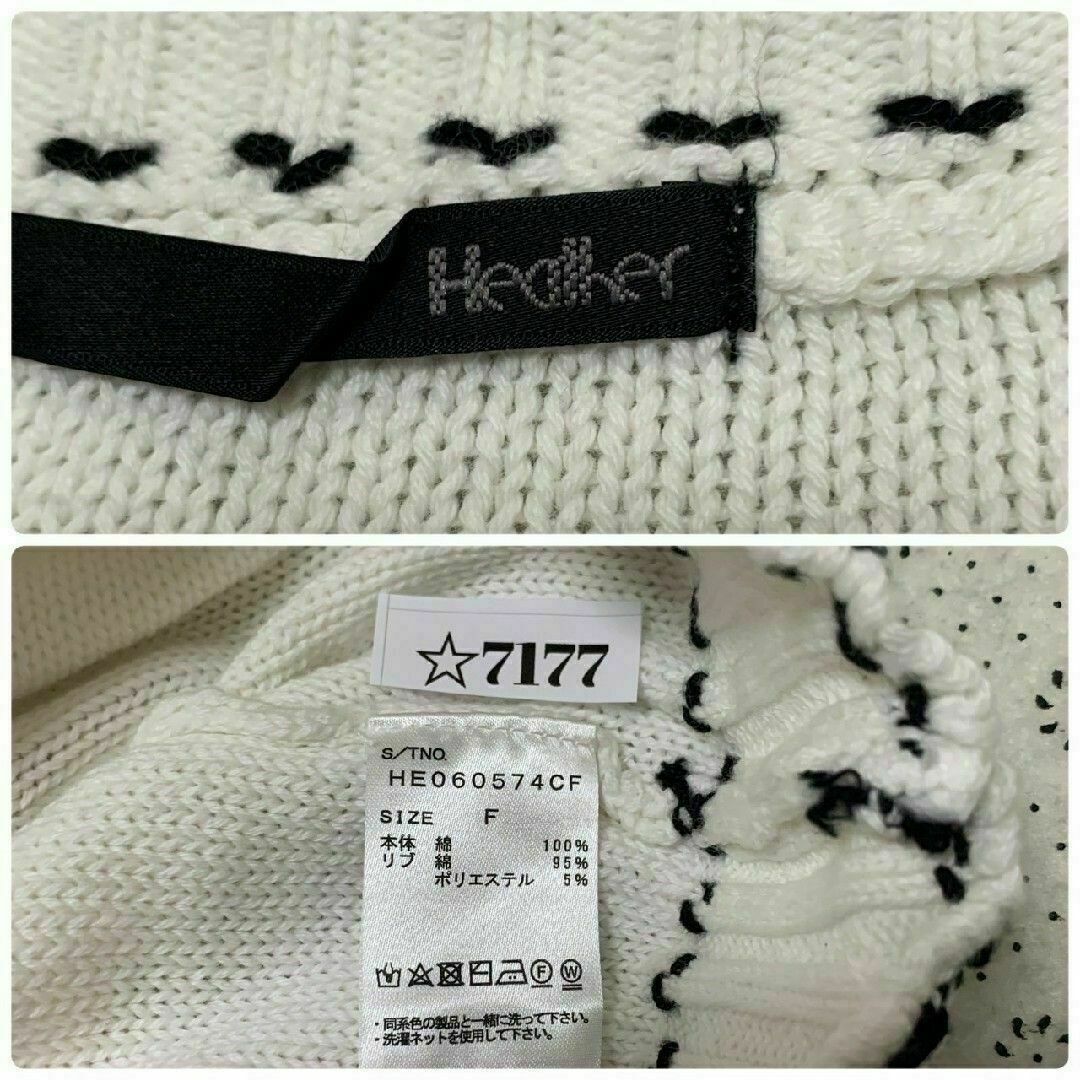 Heather
☆7177
S/TNO.
HE060574CF
SIZE F
本体 綿 100%
リブ 綿 95%
ポリエステル 5%
F W
・同系色の製品と一緒に洗って下さい。
・洗濯ネットを使用して下さい。